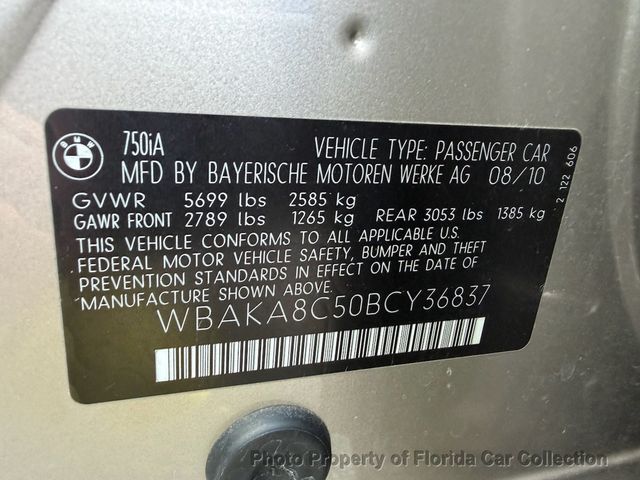 BMW
750iA VEHICLE TYPE: PASSENGER CAR
MFD BY BAYERISCHE MOTOREN WERKE AG 08/10
GVWR 5699 lbs 2585 kg
GAWR FRONT 2789 lbs 1265 kg REAR 3053 lbs 1385 kg
THIS VEHICLE CONFORMS TO ALL APPLICABLE U.S.
FEDERAL MOTOR VEHICLE SAFETY, BUMPER AND THEFT
PREVENTION STANDARDS IN EFFECT ON THE DATE OF
MANUFACTURE SHOWN ABOVE.
WBAKA8C50BCY36837
2 122 606
Photo Property of Florida Car Collection